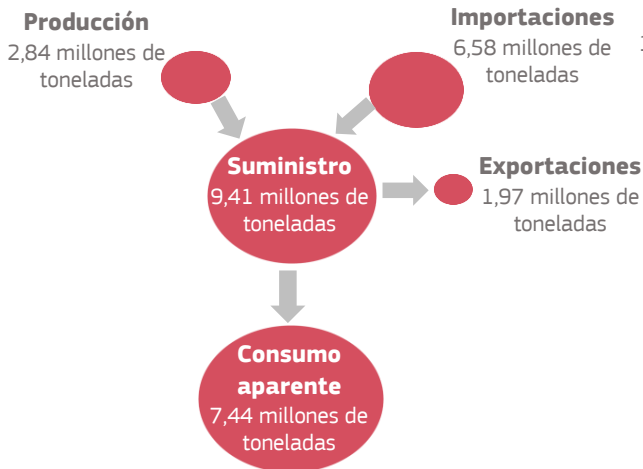 Producción
2,84 millones de
toneladas
Importaciones
6,58 millones de
toneladas
Suministro
9,41 millones de
toneladas
Exportaciones
1,97 millones de
toneladas
Consumo
aparente
7,44 millones de
toneladas